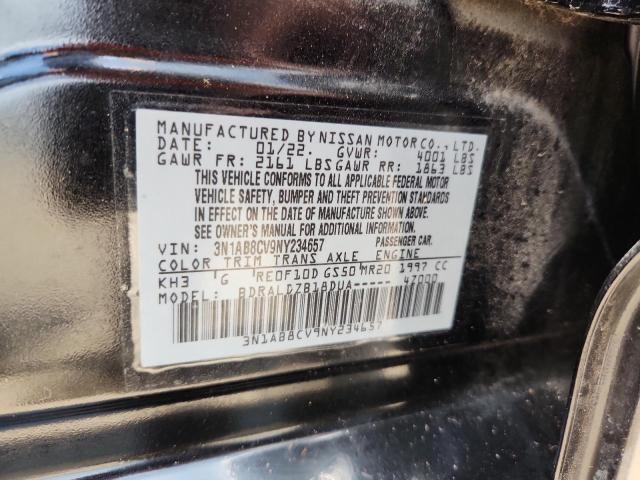 MANUFACTURED BY NISSAN MOTOR CO., LTD.
DATE: 01/22. GVWR: 4001 LBS
GAWR FR: 2161 LBS GAWR RR: 1863 LBS
THIS VEHICLE CONFORMS TO ALL APPLICABLE FEDERAL MOTOR
VEHICLE SAFETY, BUMPER AND THEFT PREVENTION STANDARDS
IN EFFECT ON THE DATE OF MANUFACTURE SHOWN ABOVE.
SEE OWNER'S MANUAL FOR ADDITIONAL INFORMATION.
VIN: 3N1AB8CV9NY234657 PASSENGER CAR.
COLOR TRIM TRANS AXLE ENGINE
KH3 G RE0F10D GS50 MR20 1997 CC
MODEL: BDRALDZB18DUA----- 4Z000
3N1AB8CV9NY234657